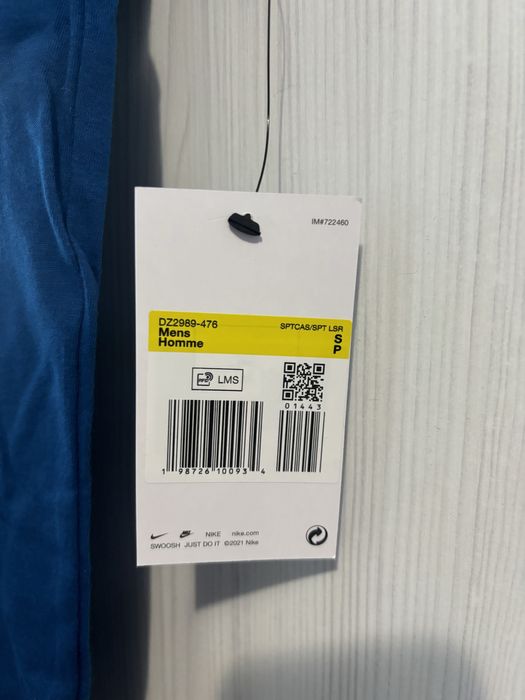 IM#722460
DZ2989-476 SPTCAS/SPT LSR
Mens S
Homme P
RFID LMS
01443
1 98726 10093 4
NIKE nike.com
SWOOSH JUST DO IT ©2021 Nike